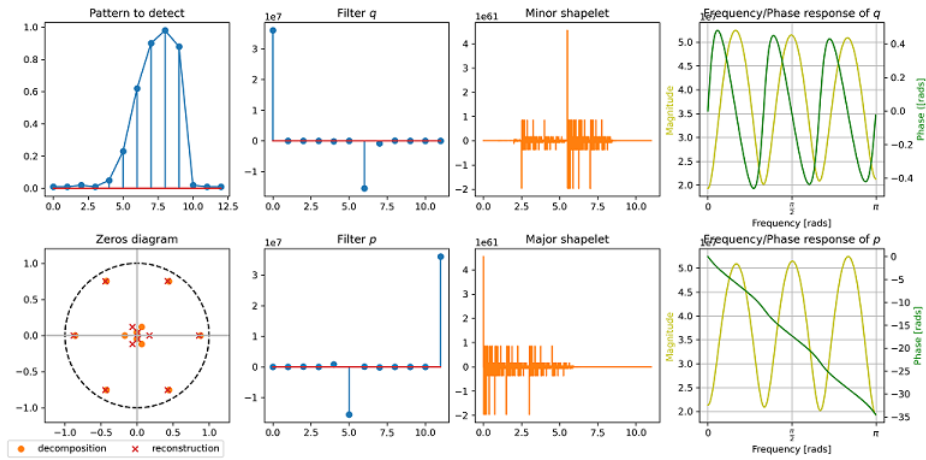 Pattern to detect
1.0
0.8
0.6
0.4
0.2
0.0
0.0 2.5 5.0 7.5 10.0 12.5
Filter q
1e7
3
2
1
0
−1
0.0 2.5 5.0 7.5 10.0
Minor shapelet
1e61
4
3
2
1
0
−1
−2
0.0 2.5 5.0 7.5 10.0
Frequency/Phase response of q
5.0
4.5
4.0
3.5
3.0
2.5
2.0
Magnitude
0 π/2 π
Frequency [rads]
0.4
0.2
0.0
−0.2
−0.4
Phase ([rads]
Zeros diagram
1.0
0.5
0.0
−0.5
−1.0
−1.0 −0.5 0.0 0.5 1.0
decomposition reconstruction
Filter p
1e7
3
2
1
0
−1
0.0 2.5 5.0 7.5 10.0
Major shapelet
1e61
4
3
2
1
0
−1
−2
0.0 2.5 5.0 7.5 10.0
Frequency/Phase response of p
5.0
4.5
4.0
3.5
3.0
2.5
2.0
Magnitude
0 π/2 π
Frequency [rads]
0
−5
−10
−15
−20
−25
−30
−35
Phase [rads]